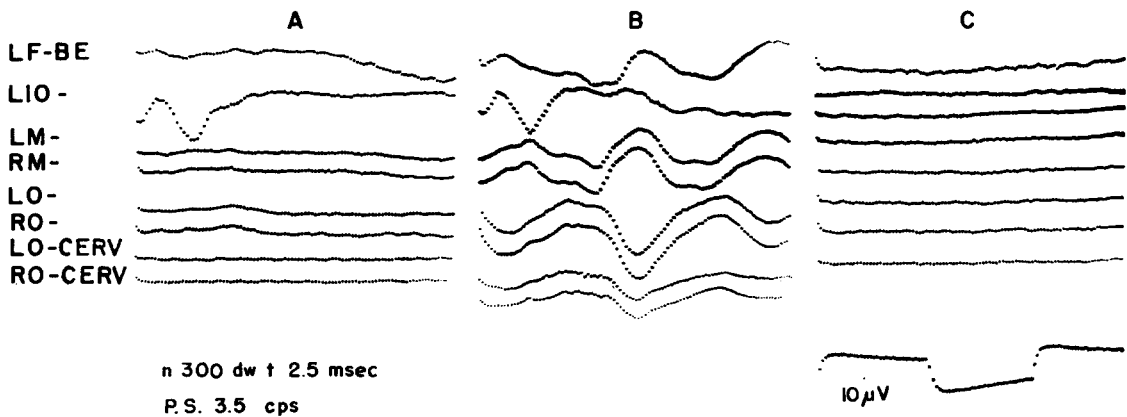 A B C
LF-BE
LIO-
LM-
RM-
LO-
RO-
LO-CERV
RO-CERV
n 300 dw t 2.5 msec
P.S. 3.5 cps
10μV